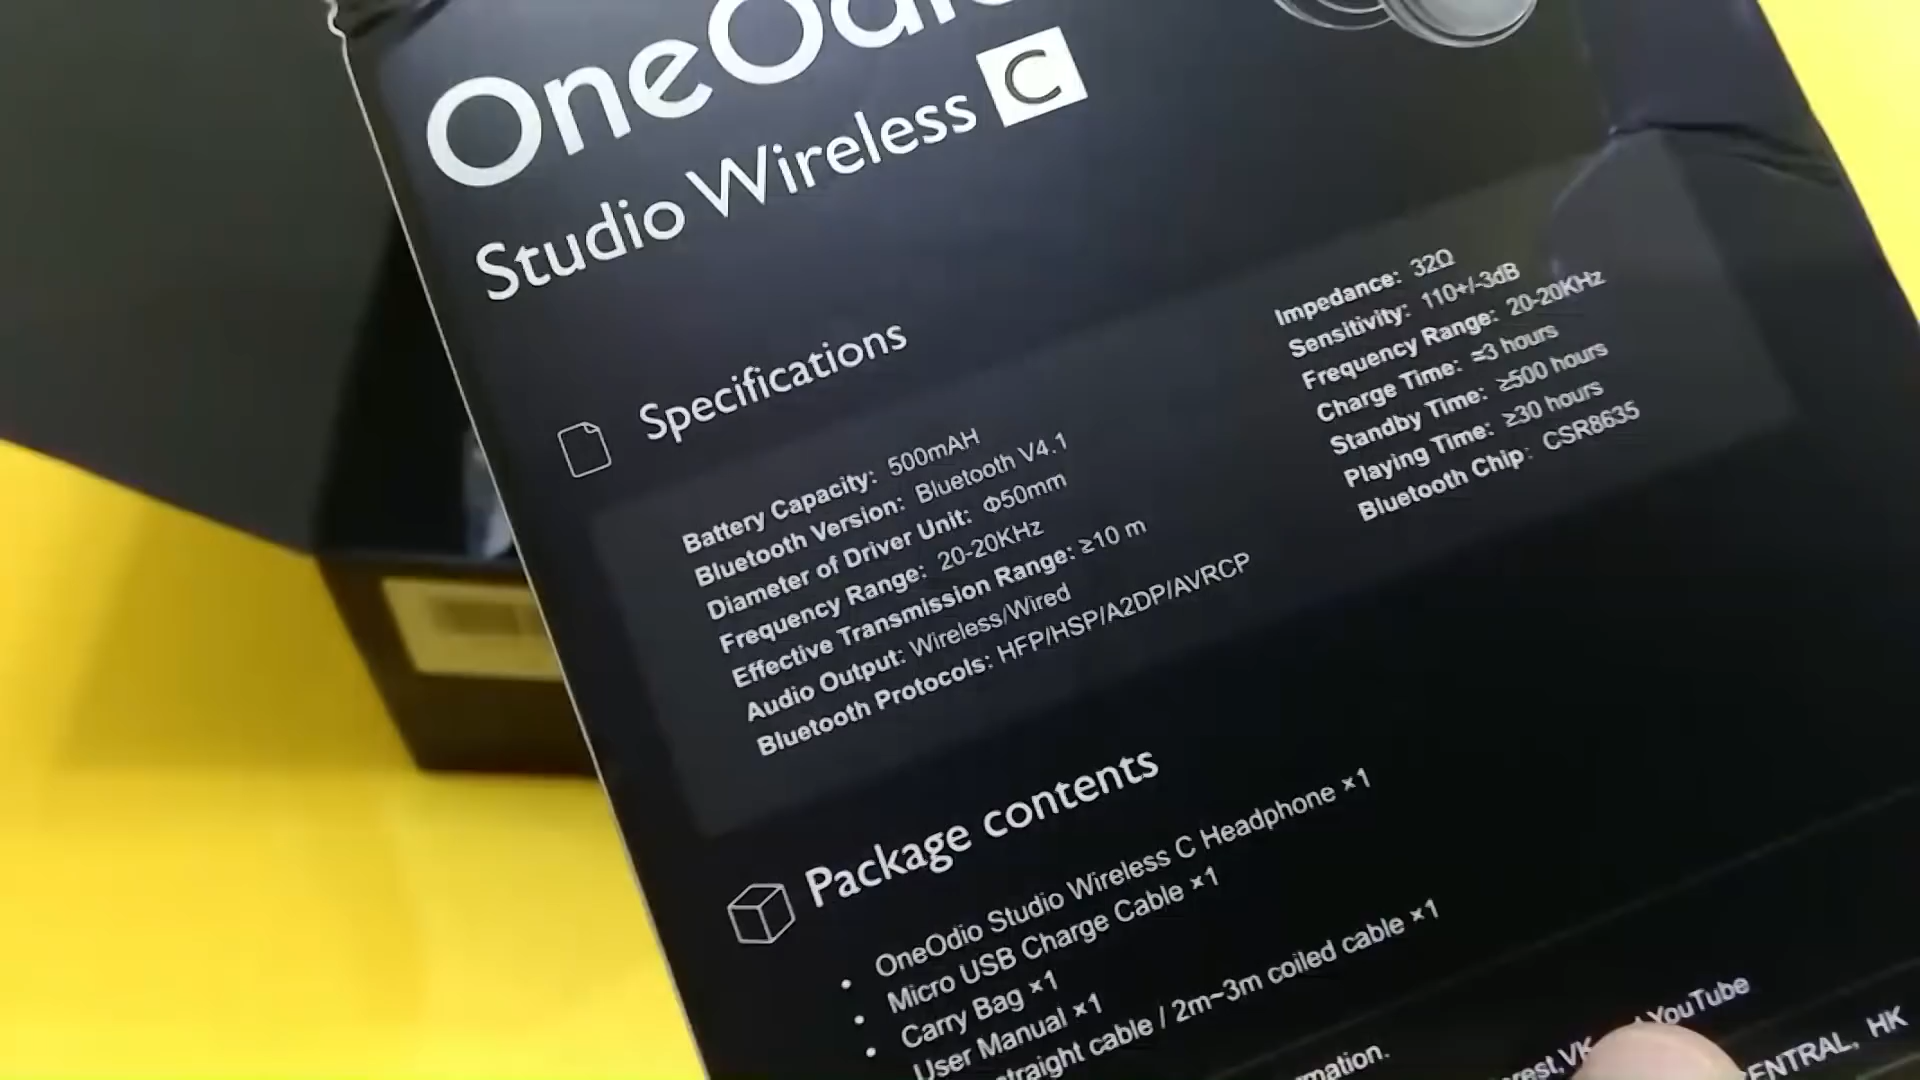 OneOdio
Studio Wireless C
Specifications
Battery Capacity: 500mAH
Bluetooth Version: Bluetooth V4.1
Diameter of Driver Unit: Φ50mm
Frequency Range: 20-20KHz
Effective Transmission Range: ≥10 m
Audio Output: Wireless/Wired
Bluetooth Protocols: HFP/HSP/A2DP/AVRCP
Impedance: 32Ω
Sensitivity: 110+/-3dB
Frequency Range: 20-20KHz
Charge Time: ≈3 hours
Standby Time: ≥500 hours
Playing Time: ≥30 hours
Bluetooth Chip: CSR8635
Package contents
• OneOdio Studio Wireless C Headphone ×1
• Micro USB Charge Cable ×1
• Carry Bag ×1
User Manual ×1
straight cable / 2m~3m coiled cable ×1
YouTube
HK